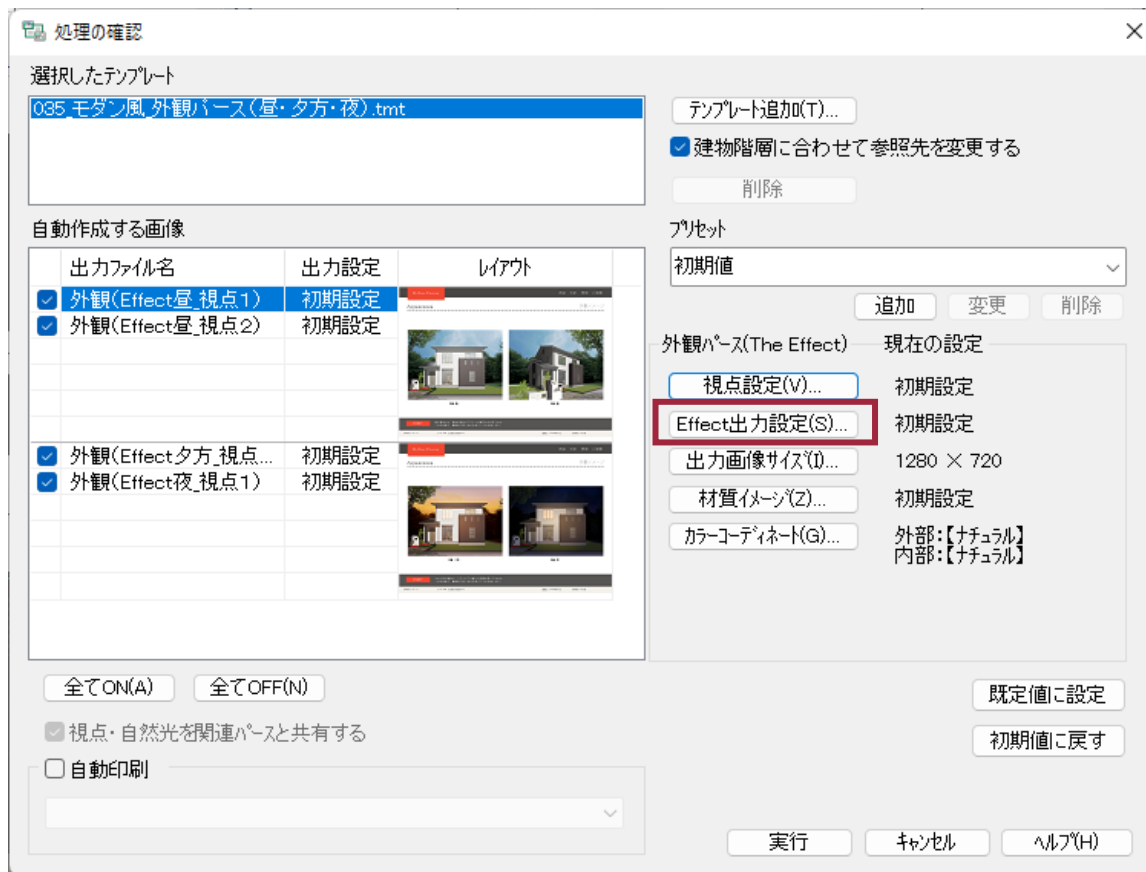 処理の確認
選択したテンプレート
035_モダン風_外観パース(昼・夕方・夜).tmt
テンプレート追加(T)...
建物階層に合わせて参照先を変更する
削除
自動作成する画像
プリセット
出力ファイル名 出力設定 レイアウト
初期値
外観(Effect昼_視点1) 初期設定
外観(Effect昼_視点2) 初期設定
追加 変更 削除
外観パース(The Effect) 現在の設定
視点設定(V)... 初期設定
Effect出力設定(S)... 初期設定
外観(Effect夕方_視点... 初期設定
外観(Effect夜_視点1) 初期設定
出力画像サイズ(I)... 1280 × 720
材質イメージ(Z)... 初期設定
カラーコーディネート(G)... 外部:【ナチュラル】
内部:【ナチュラル】
全てON(A) 全てOFF(N)
既定値に設定
視点・自然光を関連パースと共有する
初期値に戻す
自動印刷
実行 キャンセル ヘルプ(H)